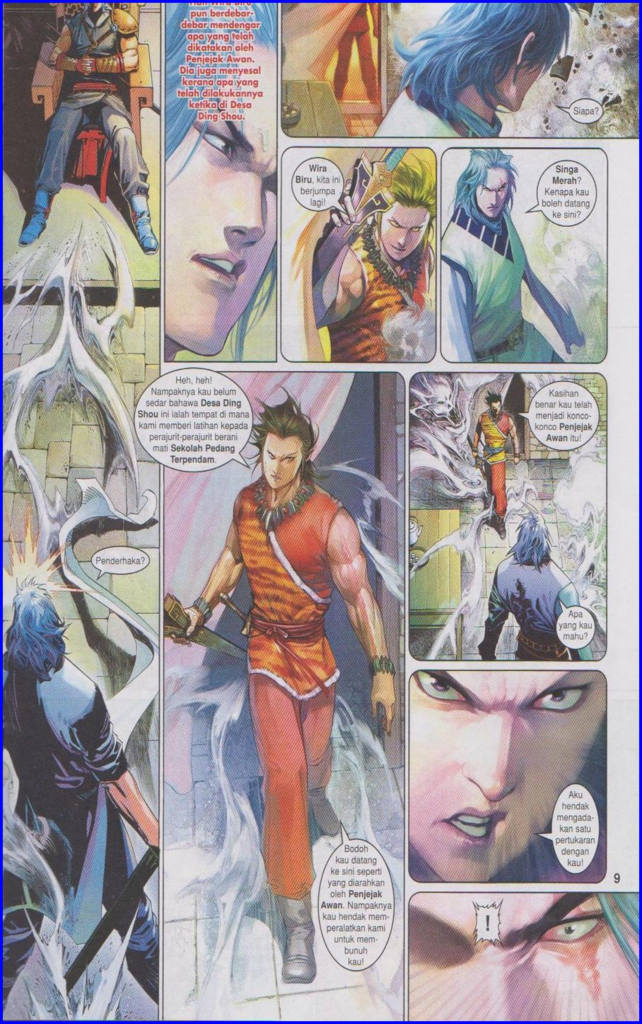 Hati Wira Biru
pun berdebar-
debar mendengar
apa yang telah
dikatakan oleh
Penjejak Awan.
Dia juga menyesal
kerana apa yang
telah dilakukannya
ketika di Desa
Ding Shou.
Siapa?
Wira
Biru, kita ini
berjumpa
lagi!
Singa
Merah?
Kenapa kau
boleh datang
ke sini?
Penderhaka?
Heh, heh!
Nampaknya kau belum
sedar bahawa Desa Ding
Shou ini ialah tempat di mana
kami memberi latihan kepada
perajurit-perajurit berani
mati Sekolah Pedang
Terpendam.
Bodoh
kau datang
ke sini seperti
yang diarahkan
oleh Penjejak
Awan. Nampaknya
kau hendak mem-
peralatkan kami
untuk mem-
bunuh
kau!
Kasihan
benar kau telah
menjadi konco-
konco Penjejak
Awan itu!
Apa
yang kau
mahu?
Aku
hendak
mengada-
kan satu
pertukaran
dengan
kau!
9
!